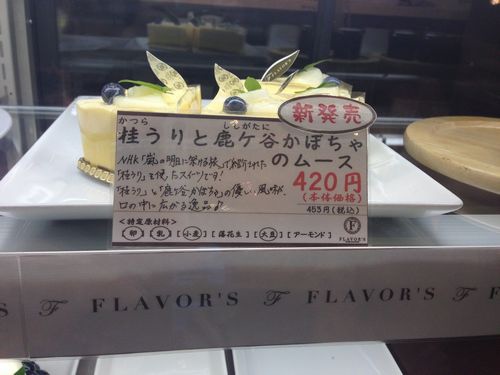 新発売
かつら ししがたに
桂うりと鹿ケ谷かぼちゃ
のムース
NHK「嵐の明日に架ける旅」で紹介された
「桂うり」を使ったスイーツです!
「桂うり」と「鹿ケ谷かぼちゃ」の優しい風味が
口の中に広がる逸品です
420円
(本体価格)
453円(税込)
<特定原材料>
(卵)(乳)(小麦)[落花生](大豆)[アーモンド]
F
FLAVOR'S
FLAVOR'S F FLAVOR'S F